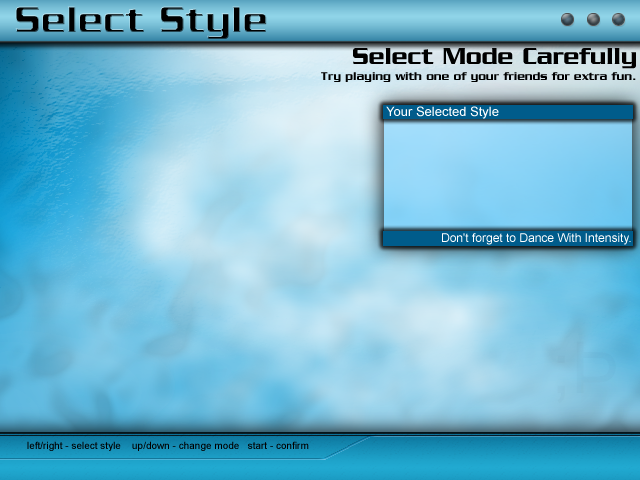 Select Style
Select Mode Carefully
Try playing with one of your friends for extra fun.
Your Selected Style
Don't forget to Dance With Intensity.
left/right - select style up/down - change mode start - confirm